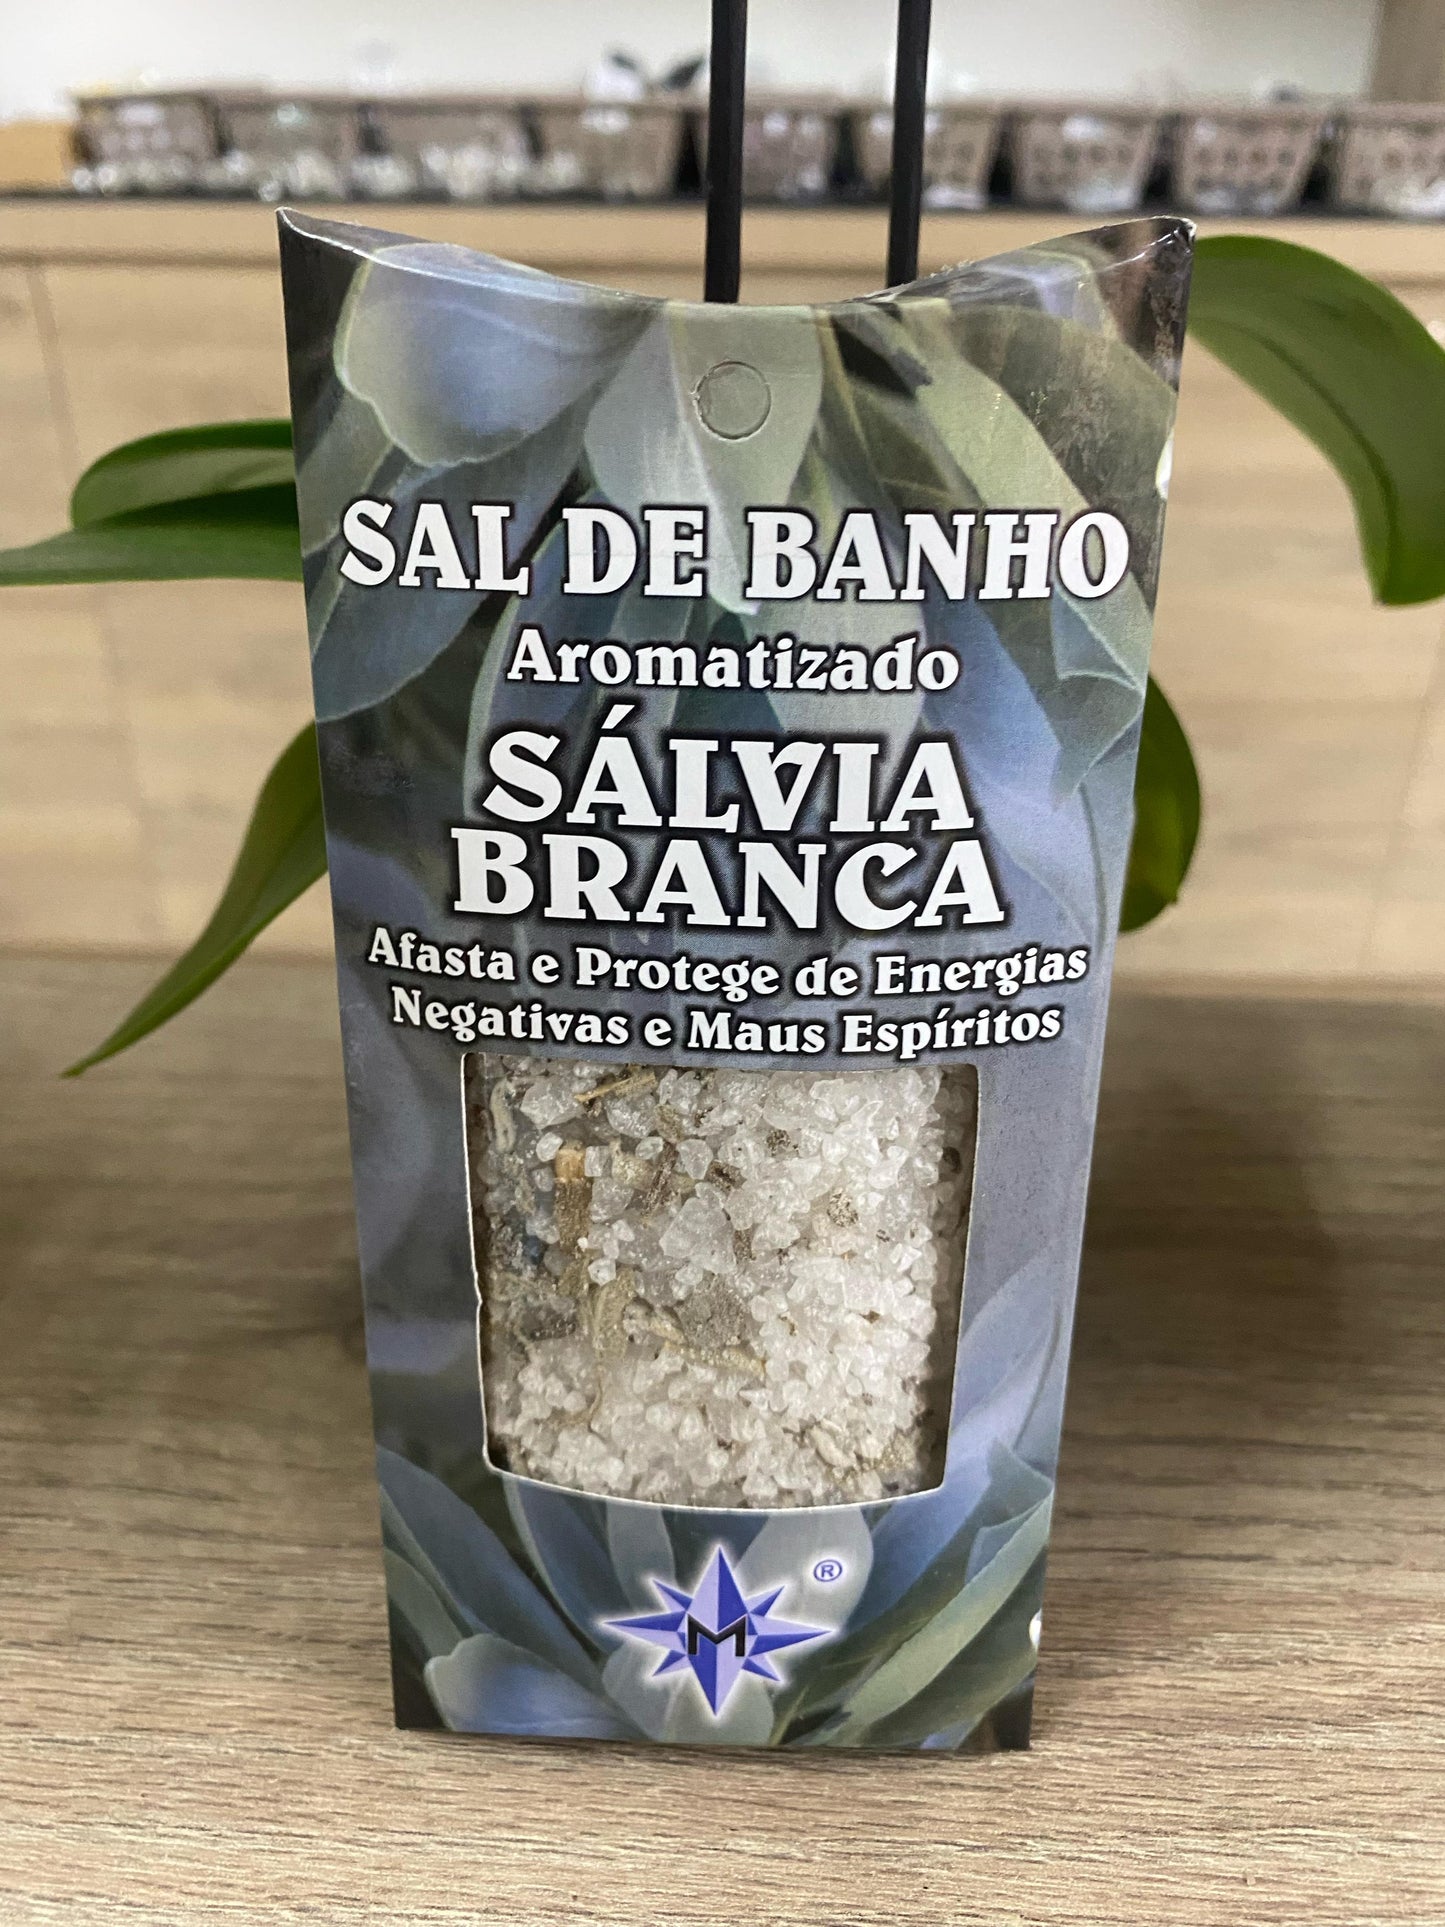 SAL DE BANHO
Aromatizado
SÁLVIA
BRANCA
Afasta e Protege de Energias
Negativas e Maus Espíritos
®
M